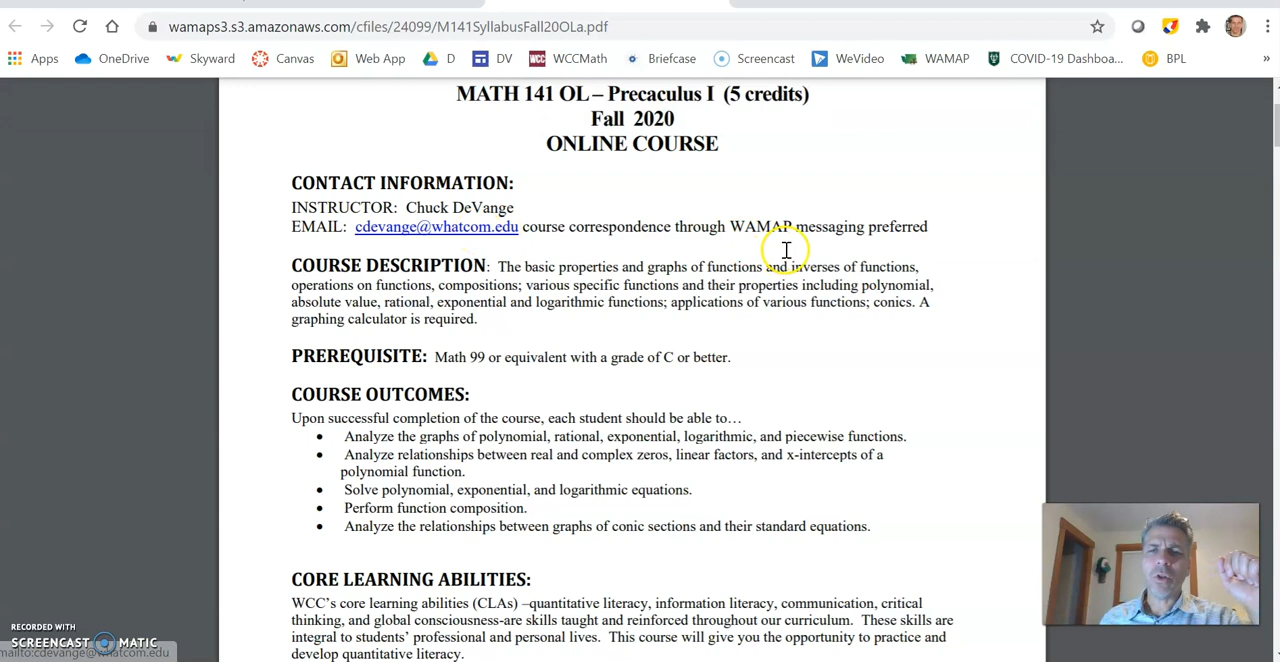 wamaps3.s3.amazonaws.com/cfiles/24099/M141SyllabusFall20OLa.pdf
Apps OneDrive Skyward Canvas Web App D DV WCC WCCMath Briefcase Screencast WeVideo WAMAP COVID-19 Dashboa... BPL »
MATH 141 OL – Precaculus I (5 credits)
Fall 2020
ONLINE COURSE
CONTACT INFORMATION:
INSTRUCTOR: Chuck DeVange
EMAIL: cdevange@whatcom.edu course correspondence through WAMAP messaging preferred
COURSE DESCRIPTION: The basic properties and graphs of functions and inverses of functions,
operations on functions, compositions; various specific functions and their properties including polynomial,
absolute value, rational, exponential and logarithmic functions; applications of various functions; conics. A
graphing calculator is required.
PREREQUISITE: Math 99 or equivalent with a grade of C or better.
COURSE OUTCOMES:
Upon successful completion of the course, each student should be able to…
• Analyze the graphs of polynomial, rational, exponential, logarithmic, and piecewise functions.
• Analyze relationships between real and complex zeros, linear factors, and x-intercepts of a
polynomial function.
• Solve polynomial, exponential, and logarithmic equations.
• Perform function composition.
• Analyze the relationships between graphs of conic sections and their standard equations.
CORE LEARNING ABILITIES:
WCC's core learning abilities (CLAs) –quantitative literacy, information literacy, communication, critical
thinking, and global consciousness-are skills taught and reinforced throughout our curriculum. These skills are
integral to students' professional and personal lives. This course will give you the opportunity to practice and
develop quantitative literacy.
RECORDED WITH
SCREENCAST MATIC
mailto:cdevange@whatcom.edu